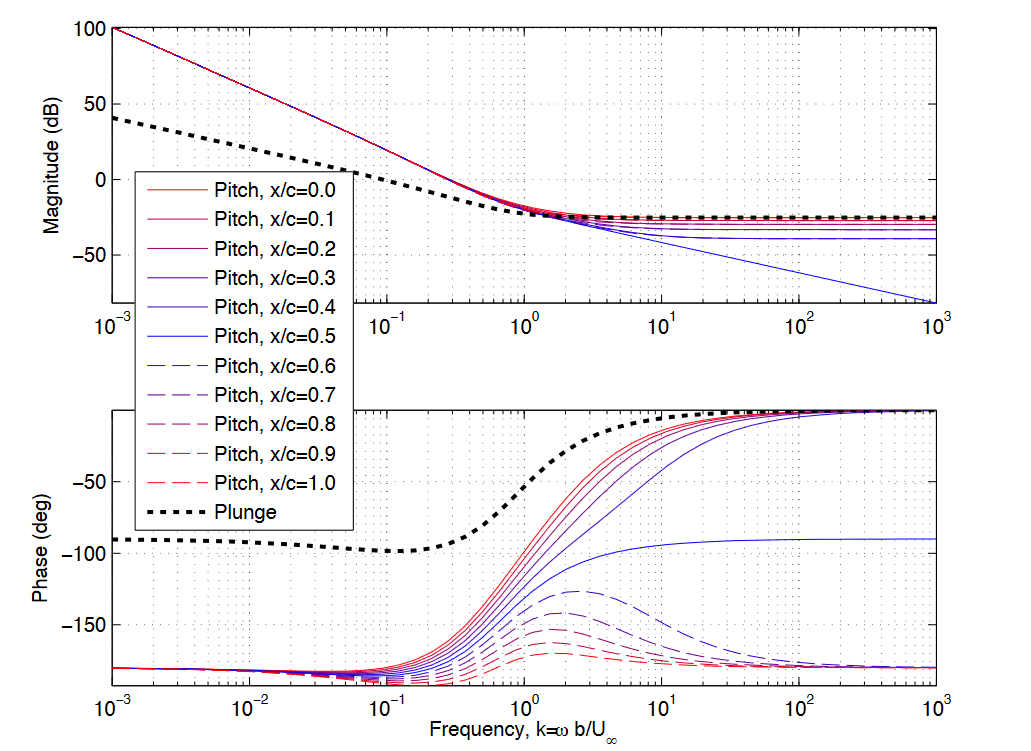 100
50
0
−50
Magnitude (dB)
10−3
10−1
100
101
102
103
Pitch, x/c=0.0
Pitch, x/c=0.1
Pitch, x/c=0.2
Pitch, x/c=0.3
Pitch, x/c=0.4
Pitch, x/c=0.5
Pitch, x/c=0.6
Pitch, x/c=0.7
Pitch, x/c=0.8
Pitch, x/c=0.9
Pitch, x/c=1.0
Plunge
−50
−100
−150
Phase (deg)
10−3
10−2
10−1
100
101
102
103
Frequency, k=ω b/U∞